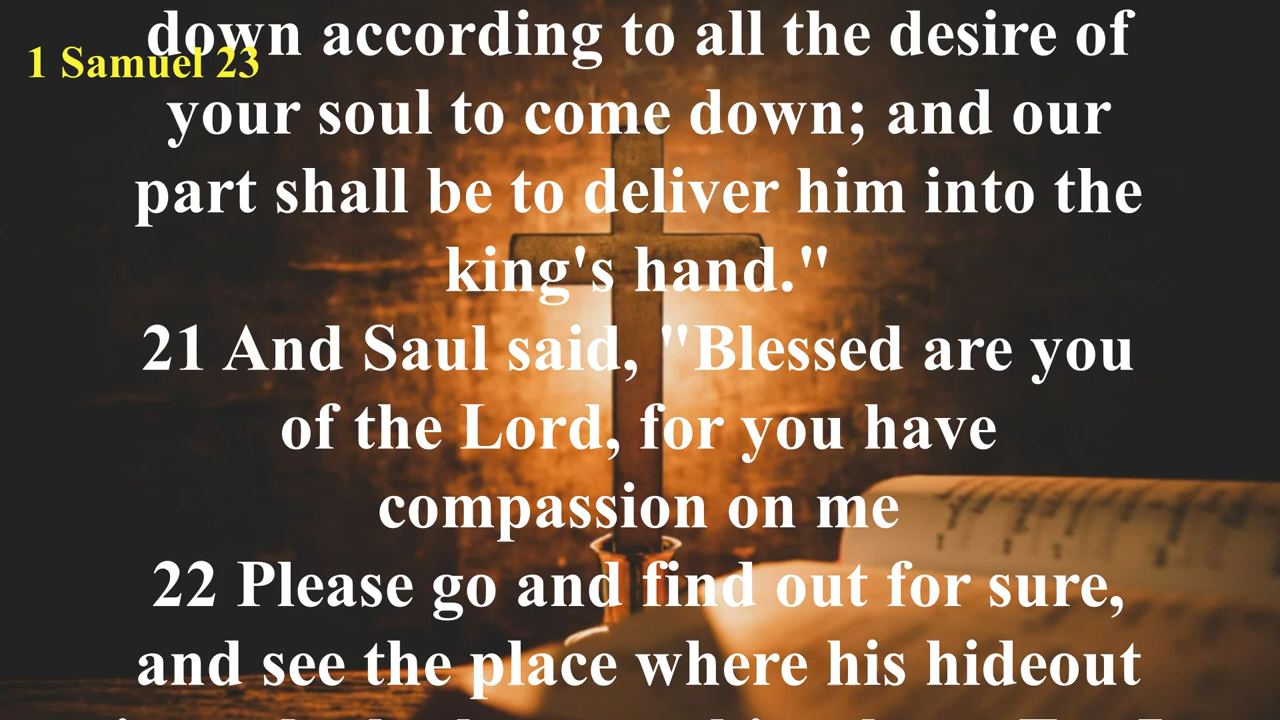 1 Samuel 23
down according to all the desire of
your soul to come down; and our
part shall be to deliver him into the
king's hand."
21 And Saul said, "Blessed are you
of the Lord, for you have
compassion on me
22 Please go and find out for sure,
and see the place where his hideout